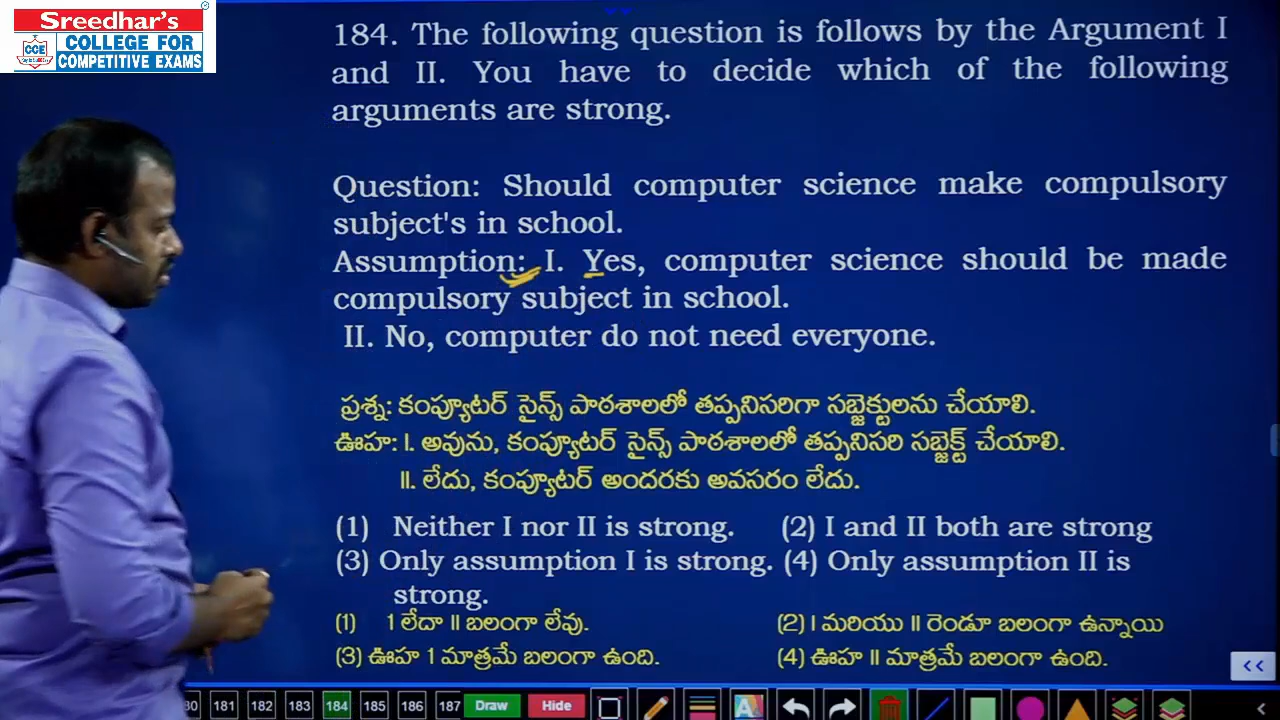 Sreedhar's
CCE
COLLEGE FOR
COMPETITIVE EXAMS
184. The following question is follows by the Argument I
and II. You have to decide which of the following
arguments are strong.
Question: Should computer science make compulsory
subject's in school.
Assumption: I. Yes, computer science should be made
compulsory subject in school.
II. No, computer do not need everyone.
ప్రశ్న: కంప్యూటర్ సైన్స్ పాఠశాలలో తప్పనిసరిగా సబ్జెక్టులను చేయాలి.
ఊహ: I. అవును, కంప్యూటర్ సైన్స్ పాఠశాలలో తప్పనిసరి సబ్జెక్ట్ చేయాలి.
II. లేదు, కంప్యూటర్ అందరకు అవసరం లేదు.
(1) Neither I nor II is strong. (2) I and II both are strong
(3) Only assumption I is strong. (4) Only assumption II is
strong.
(1) 1 లేదా II బలంగా లేవు. (2) I మరియు II రెండూ బలంగా ఉన్నాయి
(3) ఊహ 1 మాత్రమే బలంగా ఉంది. (4) ఊహ II మాత్రమే బలంగా ఉంది.
<<
80 181 182 183 184 185 186 187 Draw Hide